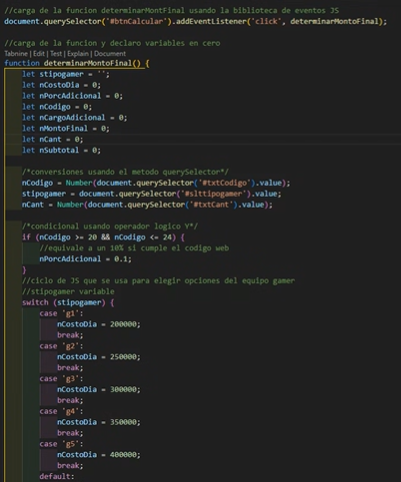 //carga de la funcion determinarMontFinal usando la biblioteca de eventos JS
document.querySelector('#btnCalcular').addEventListener('click', determinarMontoFinal);
//carga de la funcion y declaro variables en cero
Tabnine | Edit | Test | Explain | Document
function determinarMontoFinal() {
let stipogamer = '';
let nCostoDia = 0;
let nPorcAdicional = 0;
let nCodigo = 0;
let nCargoAdicional = 0;
let nMontoFinal = 0;
let nCant = 0;
let nSubtotal = 0;
/*conversiones usando el metodo querySelector*/
nCodigo = Number(document.querySelector('#txtCodigo').value);
stipogamer = document.querySelector('#slttipogamer').value;
nCant = Number(document.querySelector('#txtCant').value);
/*condicional usando operador logico Y*/
if (nCodigo >= 20 && nCodigo <= 24) {
//equivale a un 10% si cumple el codigo web
nPorcAdicional = 0.1;
}
//ciclo de JS que se usa para elegir opciones del equipo gamer
//stipogamer variable
switch (stipogamer) {
case 'g1':
nCostoDia = 200000;
break;
case 'g2':
nCostoDia = 250000;
break;
case 'g3':
nCostoDia = 300000;
break;
case 'g4':
nCostoDia = 350000;
break;
case 'g5':
nCostoDia = 400000;
break;
default: